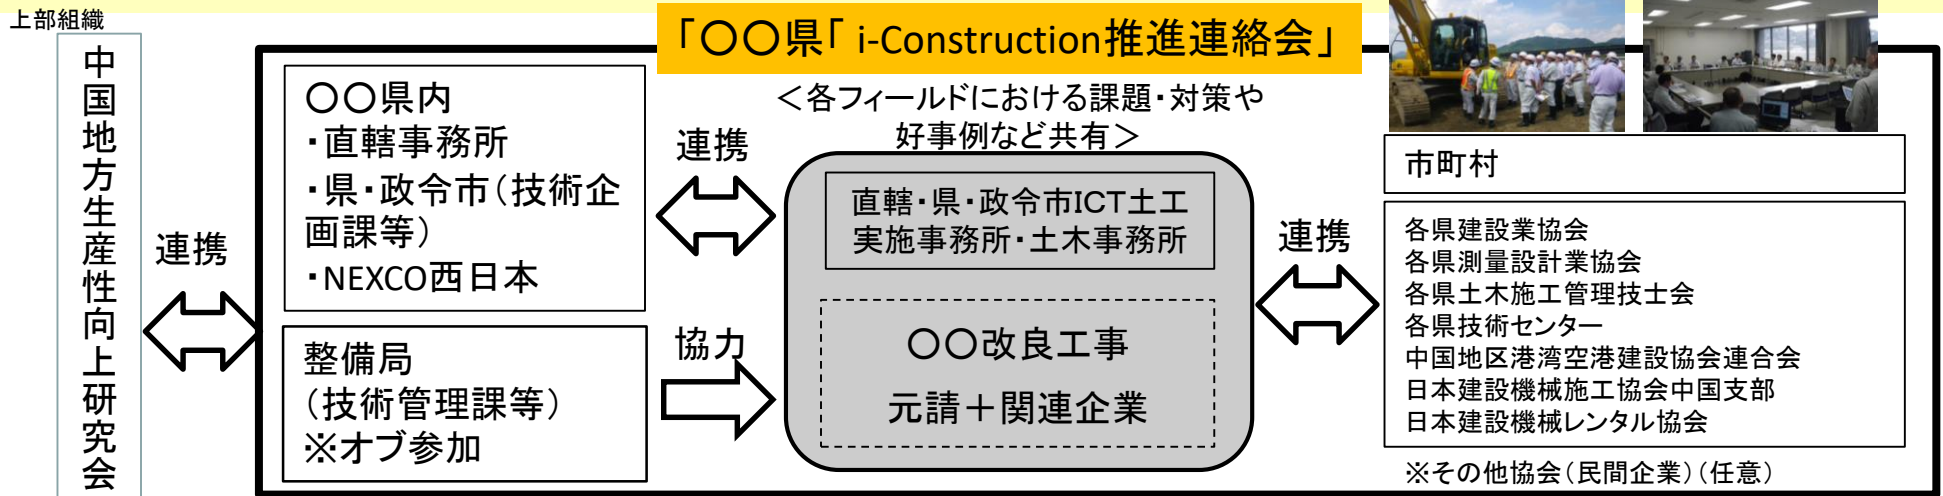 上部組織
中国地方生産性向上研究会
連携
「〇〇県「 i-Construction推進連絡会」
＜各フィールドにおける課題・対策や
好事例など共有＞
〇〇県内
・直轄事務所
・県・政令市（技術企
画課等）
・NEXCO西日本
整備局
（技術管理課等）
※オブ参加
連携
協力
直轄・県・政令市ICT土工
実施事務所・土木事務所
〇〇改良工事
元請＋関連企業
連携
市町村
各県建設業協会
各県測量設計業協会
各県土木施工管理技士会
各県技術センター
中国地区港湾空港建設協会連合会
日本建設機械施工協会中国支部
日本建設機械レンタル協会
※その他協会（民間企業）（任意）